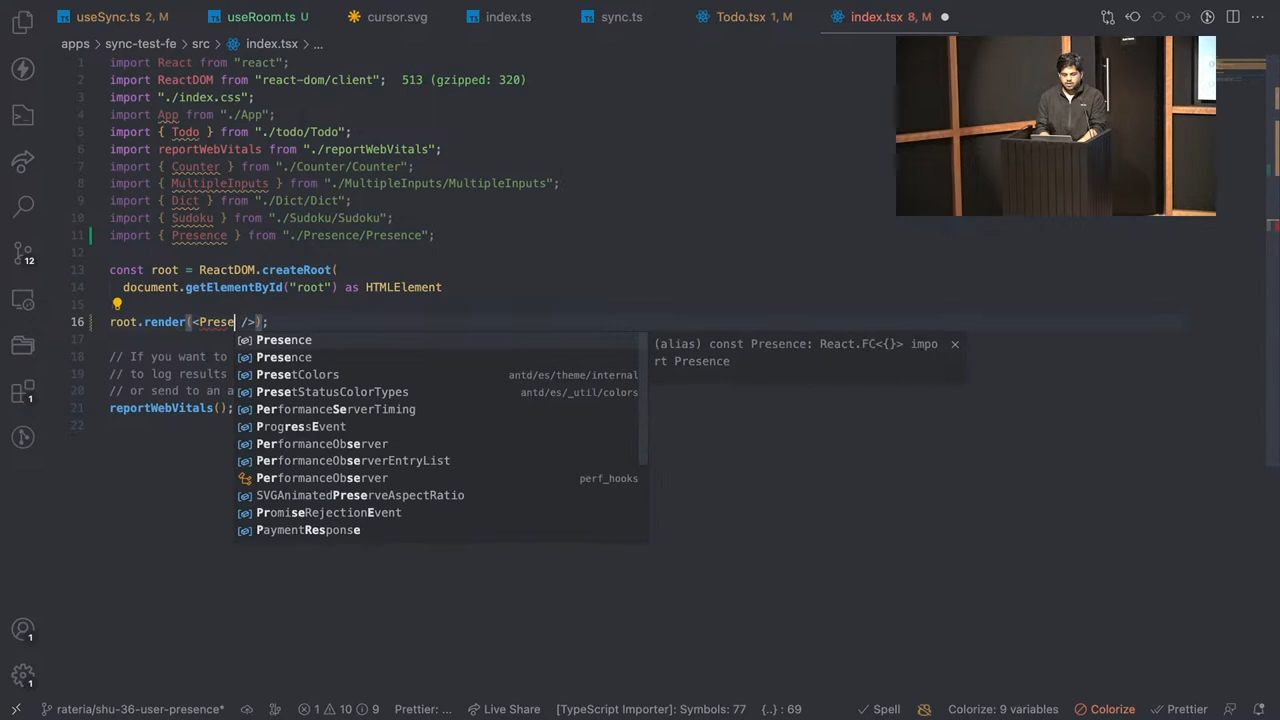 useSync.ts 2, M
useRoom.ts U
cursor.svg
index.ts
sync.ts
Todo.tsx 1, M
index.tsx 8, M
apps > sync-test-fe > src > index.tsx > ...
1 import React from "react";
2 import ReactDOM from "react-dom/client"; 513 (gzipped: 320)
3 import "./index.css";
4 import App from "./App";
5 import { Todo } from "./todo/Todo";
6 import reportWebVitals from "./reportWebVitals";
7 import { Counter } from "./Counter/Counter";
8 import { MultipleInputs } from "./MultipleInputs/MultipleInputs";
9 import { Dict } from "./Dict/Dict";
10 import { Sudoku } from "./Sudoku/Sudoku";
11 import { Presence } from "./Presence/Presence";
12
13 const root = ReactDOM.createRoot(
14 document.getElementById("root") as HTMLElement
15
16 root.render(<Prese />);
17
18 // If you want to
19 // to log results
20 // or send to an a
21 reportWebVitals();
22
Presence
Presence
PresetColors antd/es/theme/internal
PresetStatusColorTypes antd/es/_util/colors
PerformanceServerTiming
ProgressEvent
PerformanceObserver
PerformanceObserverEntryList
PerformanceObserver perf_hooks
SVGAnimatedPreserveAspectRatio
PromiseRejectionEvent
PaymentResponse
(alias) const Presence: React.FC<{}> impo
rt Presence
12
1
1
1
rateria/shu-36-user-presence* 1 10 9 Prettier: ... Live Share [TypeScript Importer]: Symbols: 77 {..} : 69 Spell Colorize: 9 variables Colorize Prettier